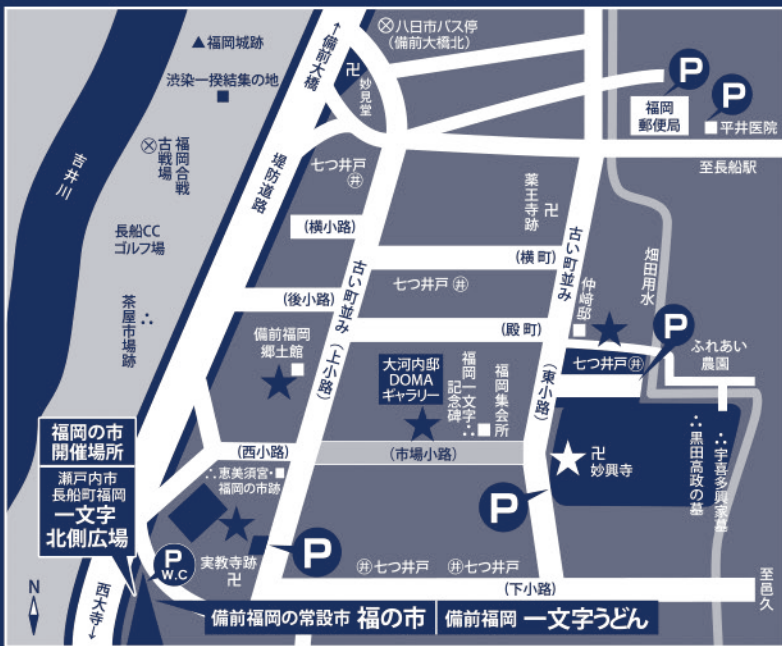 ↑備前大橋
▲福岡城跡
渋染一揆結集の地
福岡合戦
古戦場
吉井川
長船CC
ゴルフ場
茶屋市場跡
堤防道路
八日市バス停
(備前大橋北)
卍
妙見堂
P
福岡
郵便局
P
平井医院
至長船駅
七つ井戸
井
薬王寺跡
卍
(横小路)
古い町並み
(上小路)
古い町並み
(東小路)
(横町)
七つ井戸 井
畑田用水
(後小路)
(殿町)
仲﨑邸
P
備前福岡
郷土館
大河内邸
DOMA
ギャラリー
福岡一文字
記念碑
福岡集会所
七つ井戸 井
ふれあい
農園
福岡の市
開催場所
瀬戸内市
長船町福岡
一文字
北側広場
(西小路)
(市場小路)
恵美須宮・
福岡の市跡
卍
妙興寺
黒田高政の墓
宇喜多興家墓
P
P
W.C
実教寺跡
卍
P
井 七つ井戸
井 七つ井戸
(下小路)
至邑久
N
西大寺→
備前福岡の常設市 福の市
備前福岡 一文字うどん